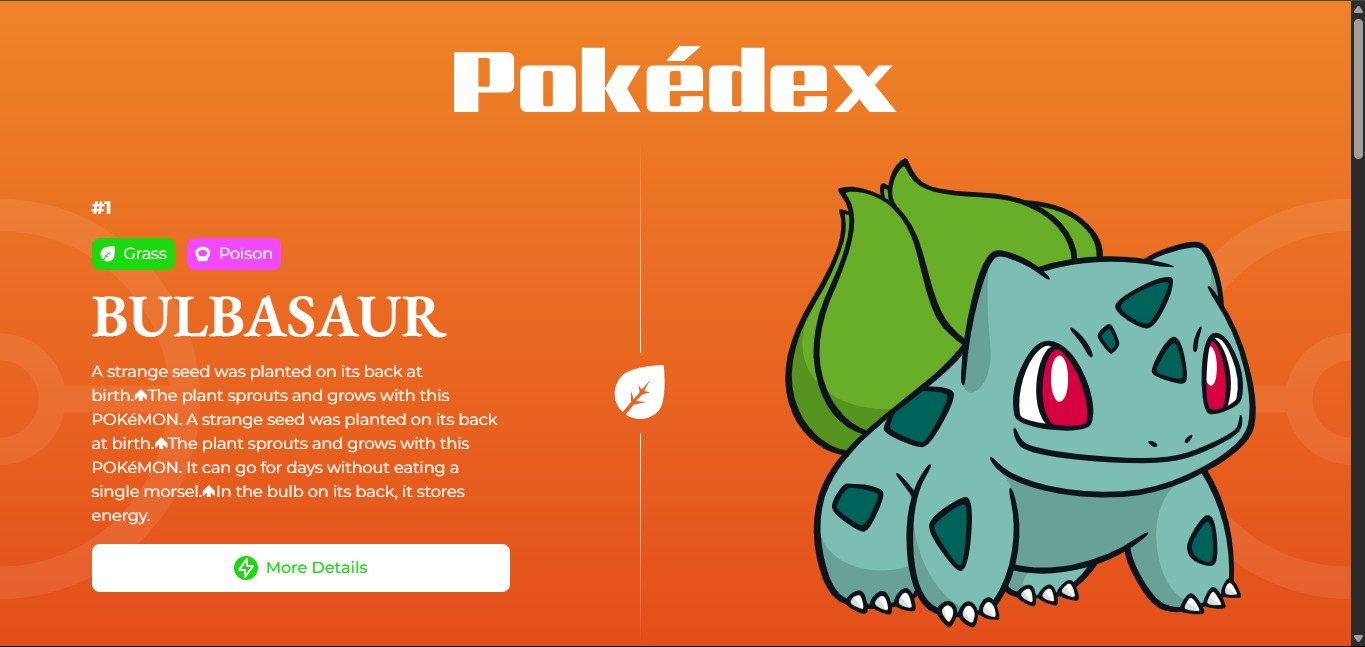 Pokédex
#1
Grass
Poison
BULBASAUR
A strange seed was planted on its back at
birth.🛧The plant sprouts and grows with this
POKéMON. A strange seed was planted on its back
at birth.🛧The plant sprouts and grows with this
POKéMON. It can go for days without eating a
single morsel.🛧In the bulb on its back, it stores
energy.
More Details